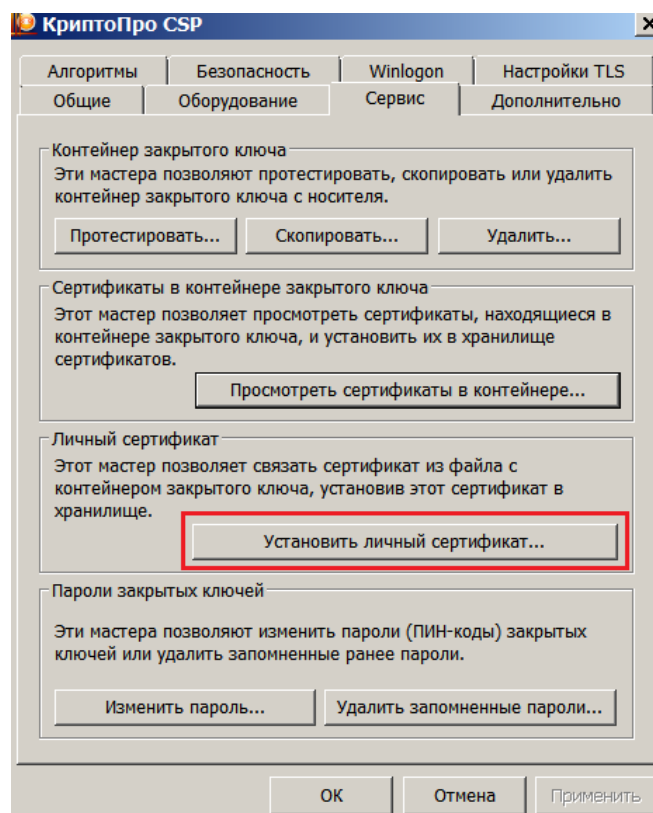 КриптоПро CSP
Алгоритмы Безопасность Winlogon Настройки TLS
Общие Оборудование Сервис Дополнительно
Контейнер закрытого ключа
Эти мастера позволяют протестировать, скопировать или удалить
контейнер закрытого ключа с носителя.
Протестировать... Скопировать... Удалить...
Сертификаты в контейнере закрытого ключа
Этот мастер позволяет просмотреть сертификаты, находящиеся в
контейнере закрытого ключа, и установить их в хранилище
сертификатов.
Просмотреть сертификаты в контейнере...
Личный сертификат
Этот мастер позволяет связать сертификат из файла с
контейнером закрытого ключа, установив этот сертификат в
хранилище.
Установить личный сертификат...
Пароли закрытых ключей
Эти мастера позволяют изменить пароли (ПИН-коды) закрытых
ключей или удалить запомненные ранее пароли.
Изменить пароль... Удалить запомненные пароли...
ОК Отмена Применить